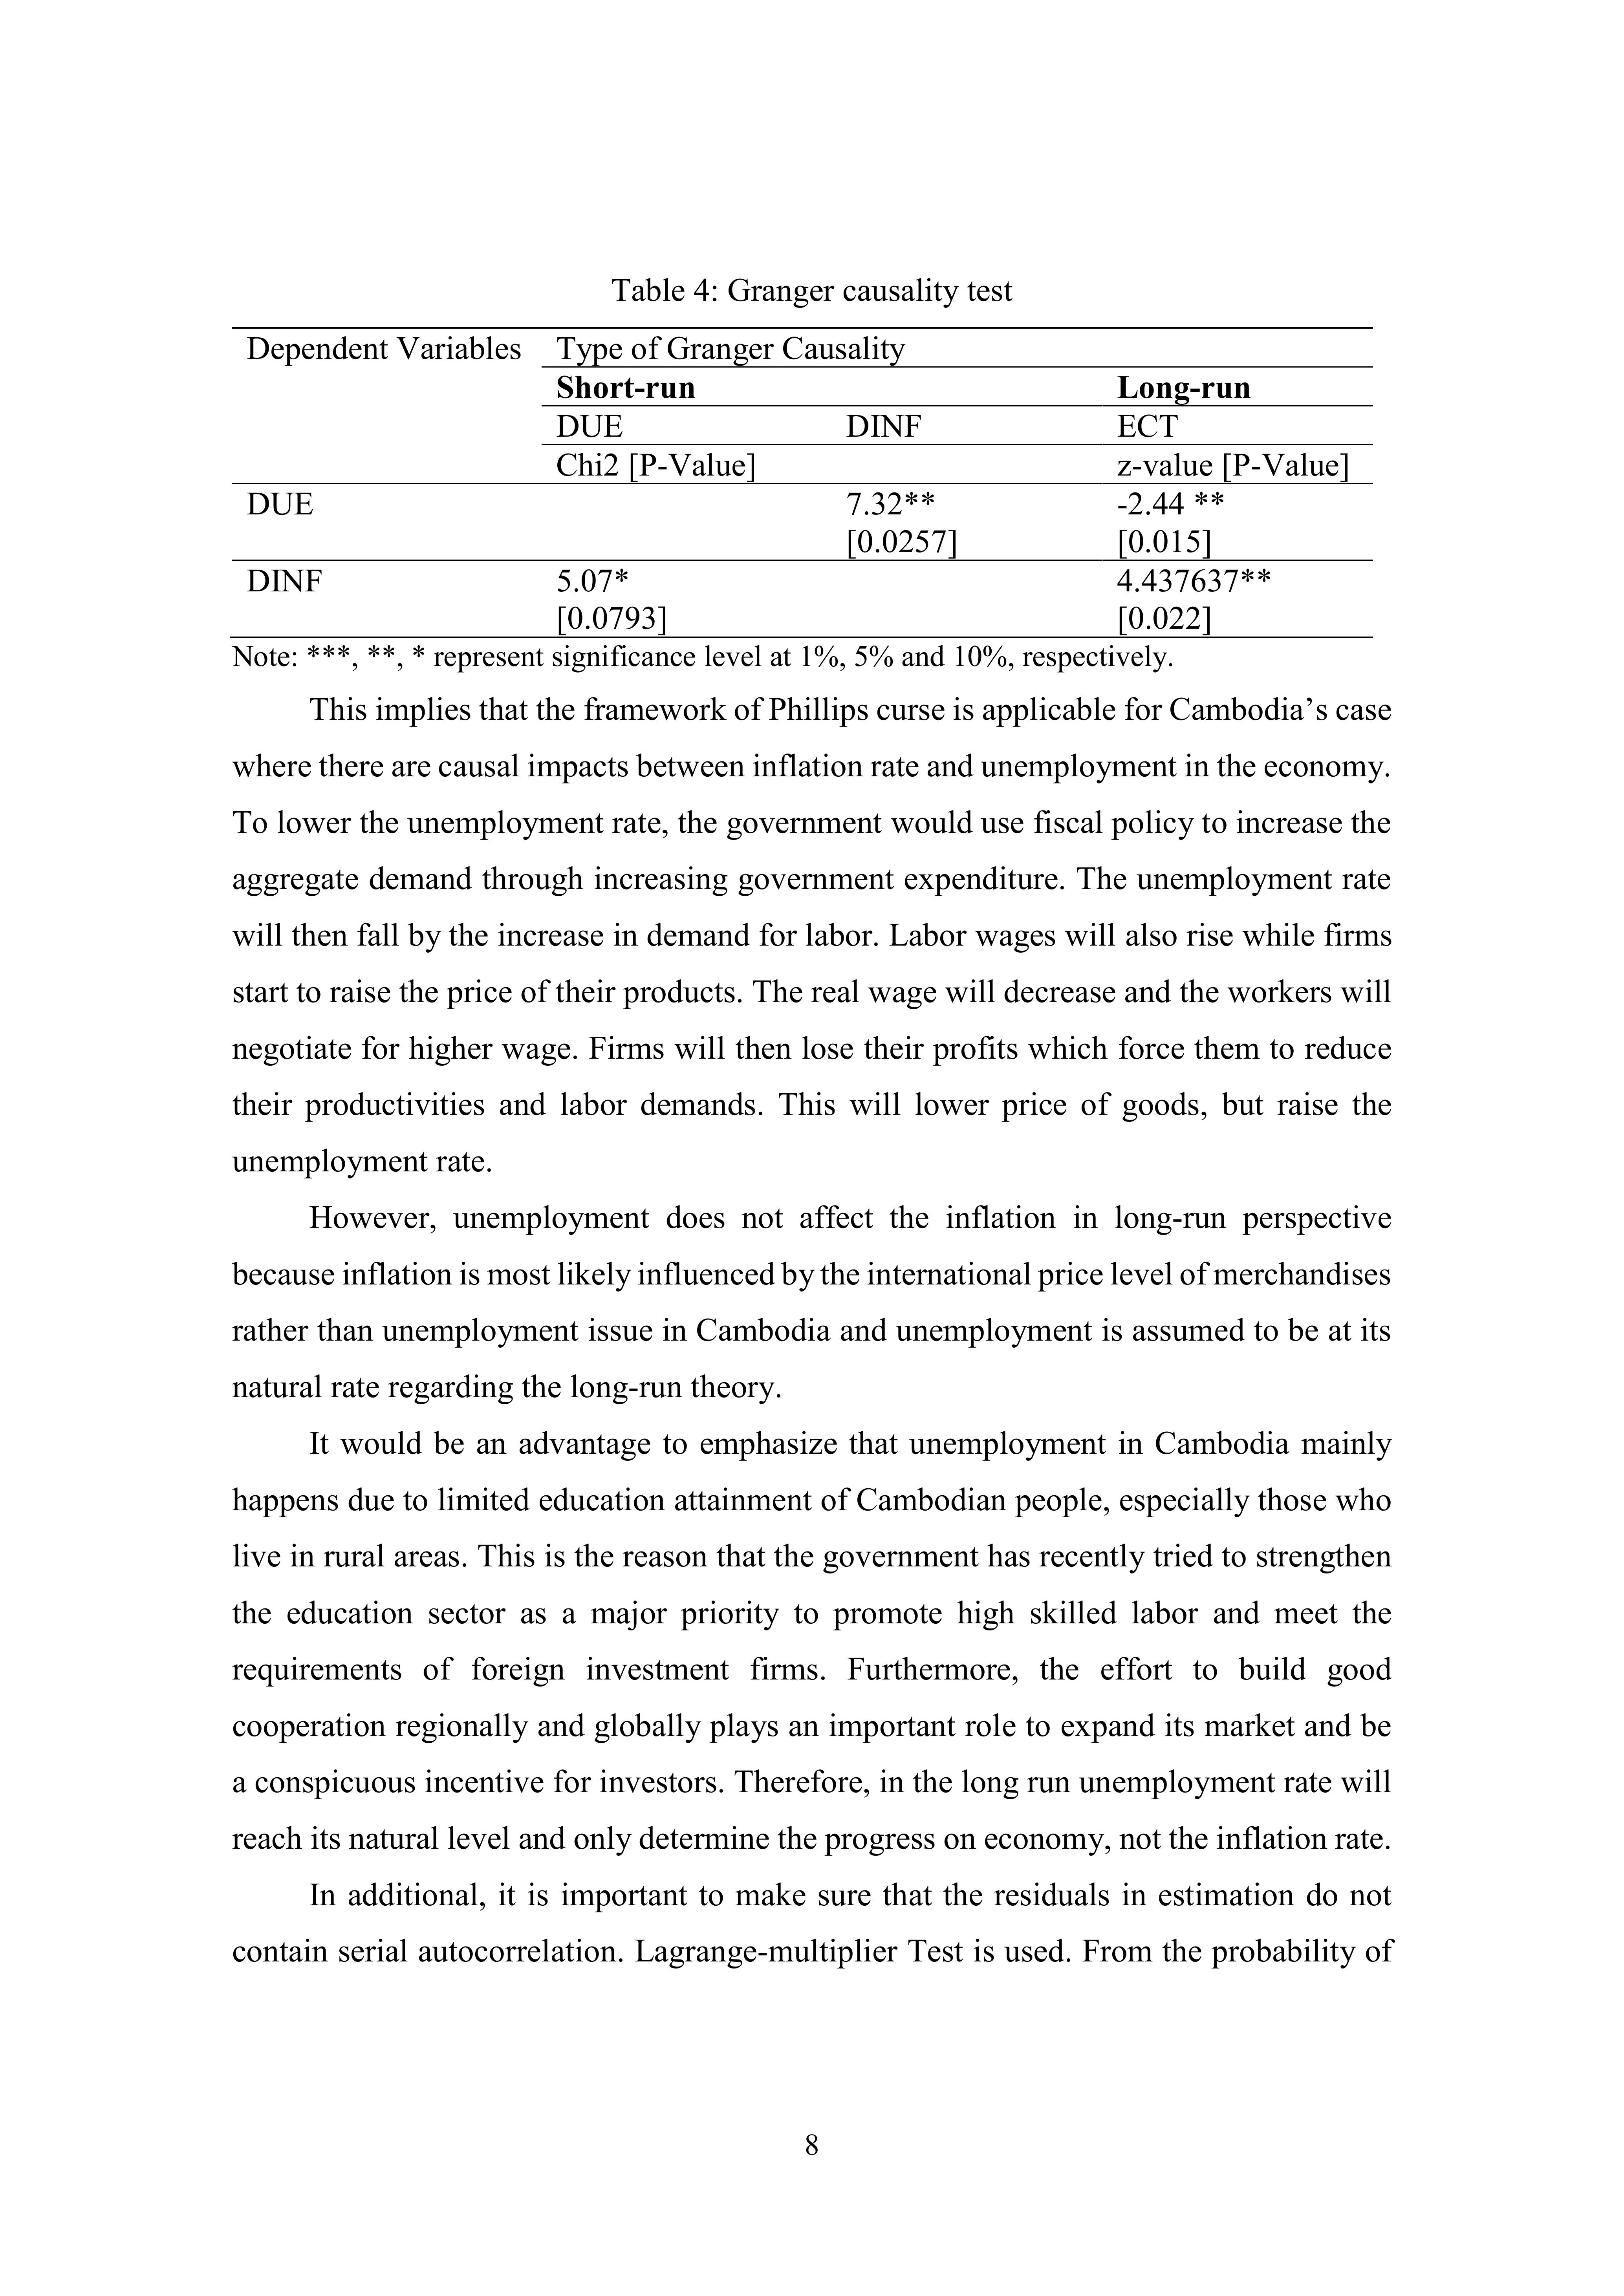 Table 4: Granger causality test
Dependent Variables Type of Granger Causality
Short-run Long-run
DUE DINF ECT
Chi2 [P-Value] z-value [P-Value]
DUE 7.32** -2.44 **
[0.0257] [0.015]
DINF 5.07* 4.437637**
[0.0793] [0.022]
Note: ***, **, * represent significance level at 1%, 5% and 10%, respectively.
This implies that the framework of Phillips curse is applicable for Cambodia’s case
where there are causal impacts between inflation rate and unemployment in the economy.
To lower the unemployment rate, the government would use fiscal policy to increase the
aggregate demand through increasing government expenditure. The unemployment rate
will then fall by the increase in demand for labor. Labor wages will also rise while firms
start to raise the price of their products. The real wage will decrease and the workers will
negotiate for higher wage. Firms will then lose their profits which force them to reduce
their productivities and labor demands. This will lower price of goods, but raise the
unemployment rate.
However, unemployment does not affect the inflation in long-run perspective
because inflation is most likely influenced by the international price level of merchandises
rather than unemployment issue in Cambodia and unemployment is assumed to be at its
natural rate regarding the long-run theory.
It would be an advantage to emphasize that unemployment in Cambodia mainly
happens due to limited education attainment of Cambodian people, especially those who
live in rural areas. This is the reason that the government has recently tried to strengthen
the education sector as a major priority to promote high skilled labor and meet the
requirements of foreign investment firms. Furthermore, the effort to build good
cooperation regionally and globally plays an important role to expand its market and be
a conspicuous incentive for investors. Therefore, in the long run unemployment rate will
reach its natural level and only determine the progress on economy, not the inflation rate.
In additional, it is important to make sure that the residuals in estimation do not
contain serial autocorrelation. Lagrange-multiplier Test is used. From the probability of
8